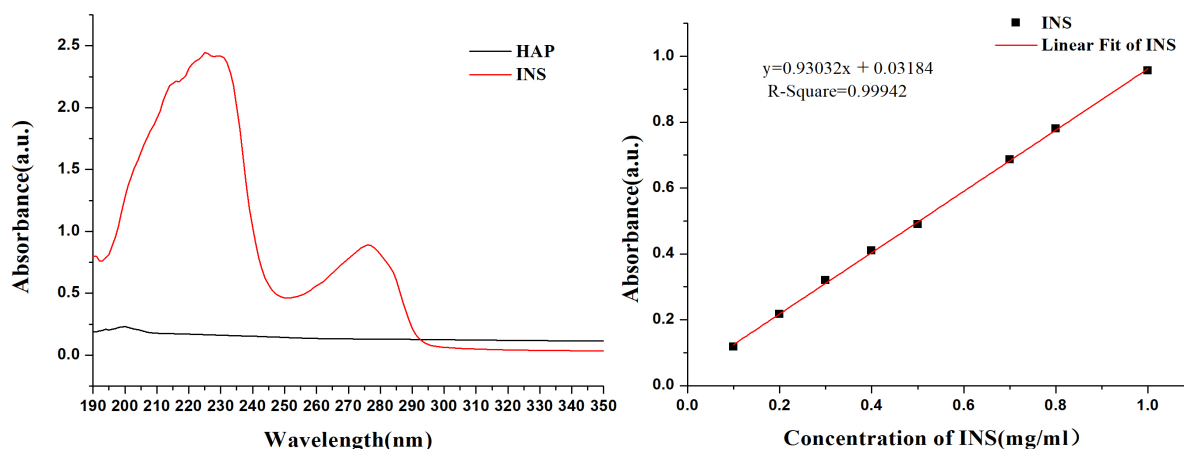 2.5
2.0
1.5
1.0
0.5
0.0
Absorbance(a.u.)
HAP
INS
190 200 210 220 230 240 250 260 270 280 290 300 310 320 330 340 350
Wavelength(nm)
1.0
0.8
0.6
0.4
0.2
0.0
Absorbance(a.u.)
INS
Linear Fit of INS
y=0.93032x + 0.03184
R-Square=0.99942
0.0 0.2 0.4 0.6 0.8 1.0
Concentration of INS(mg/ml）